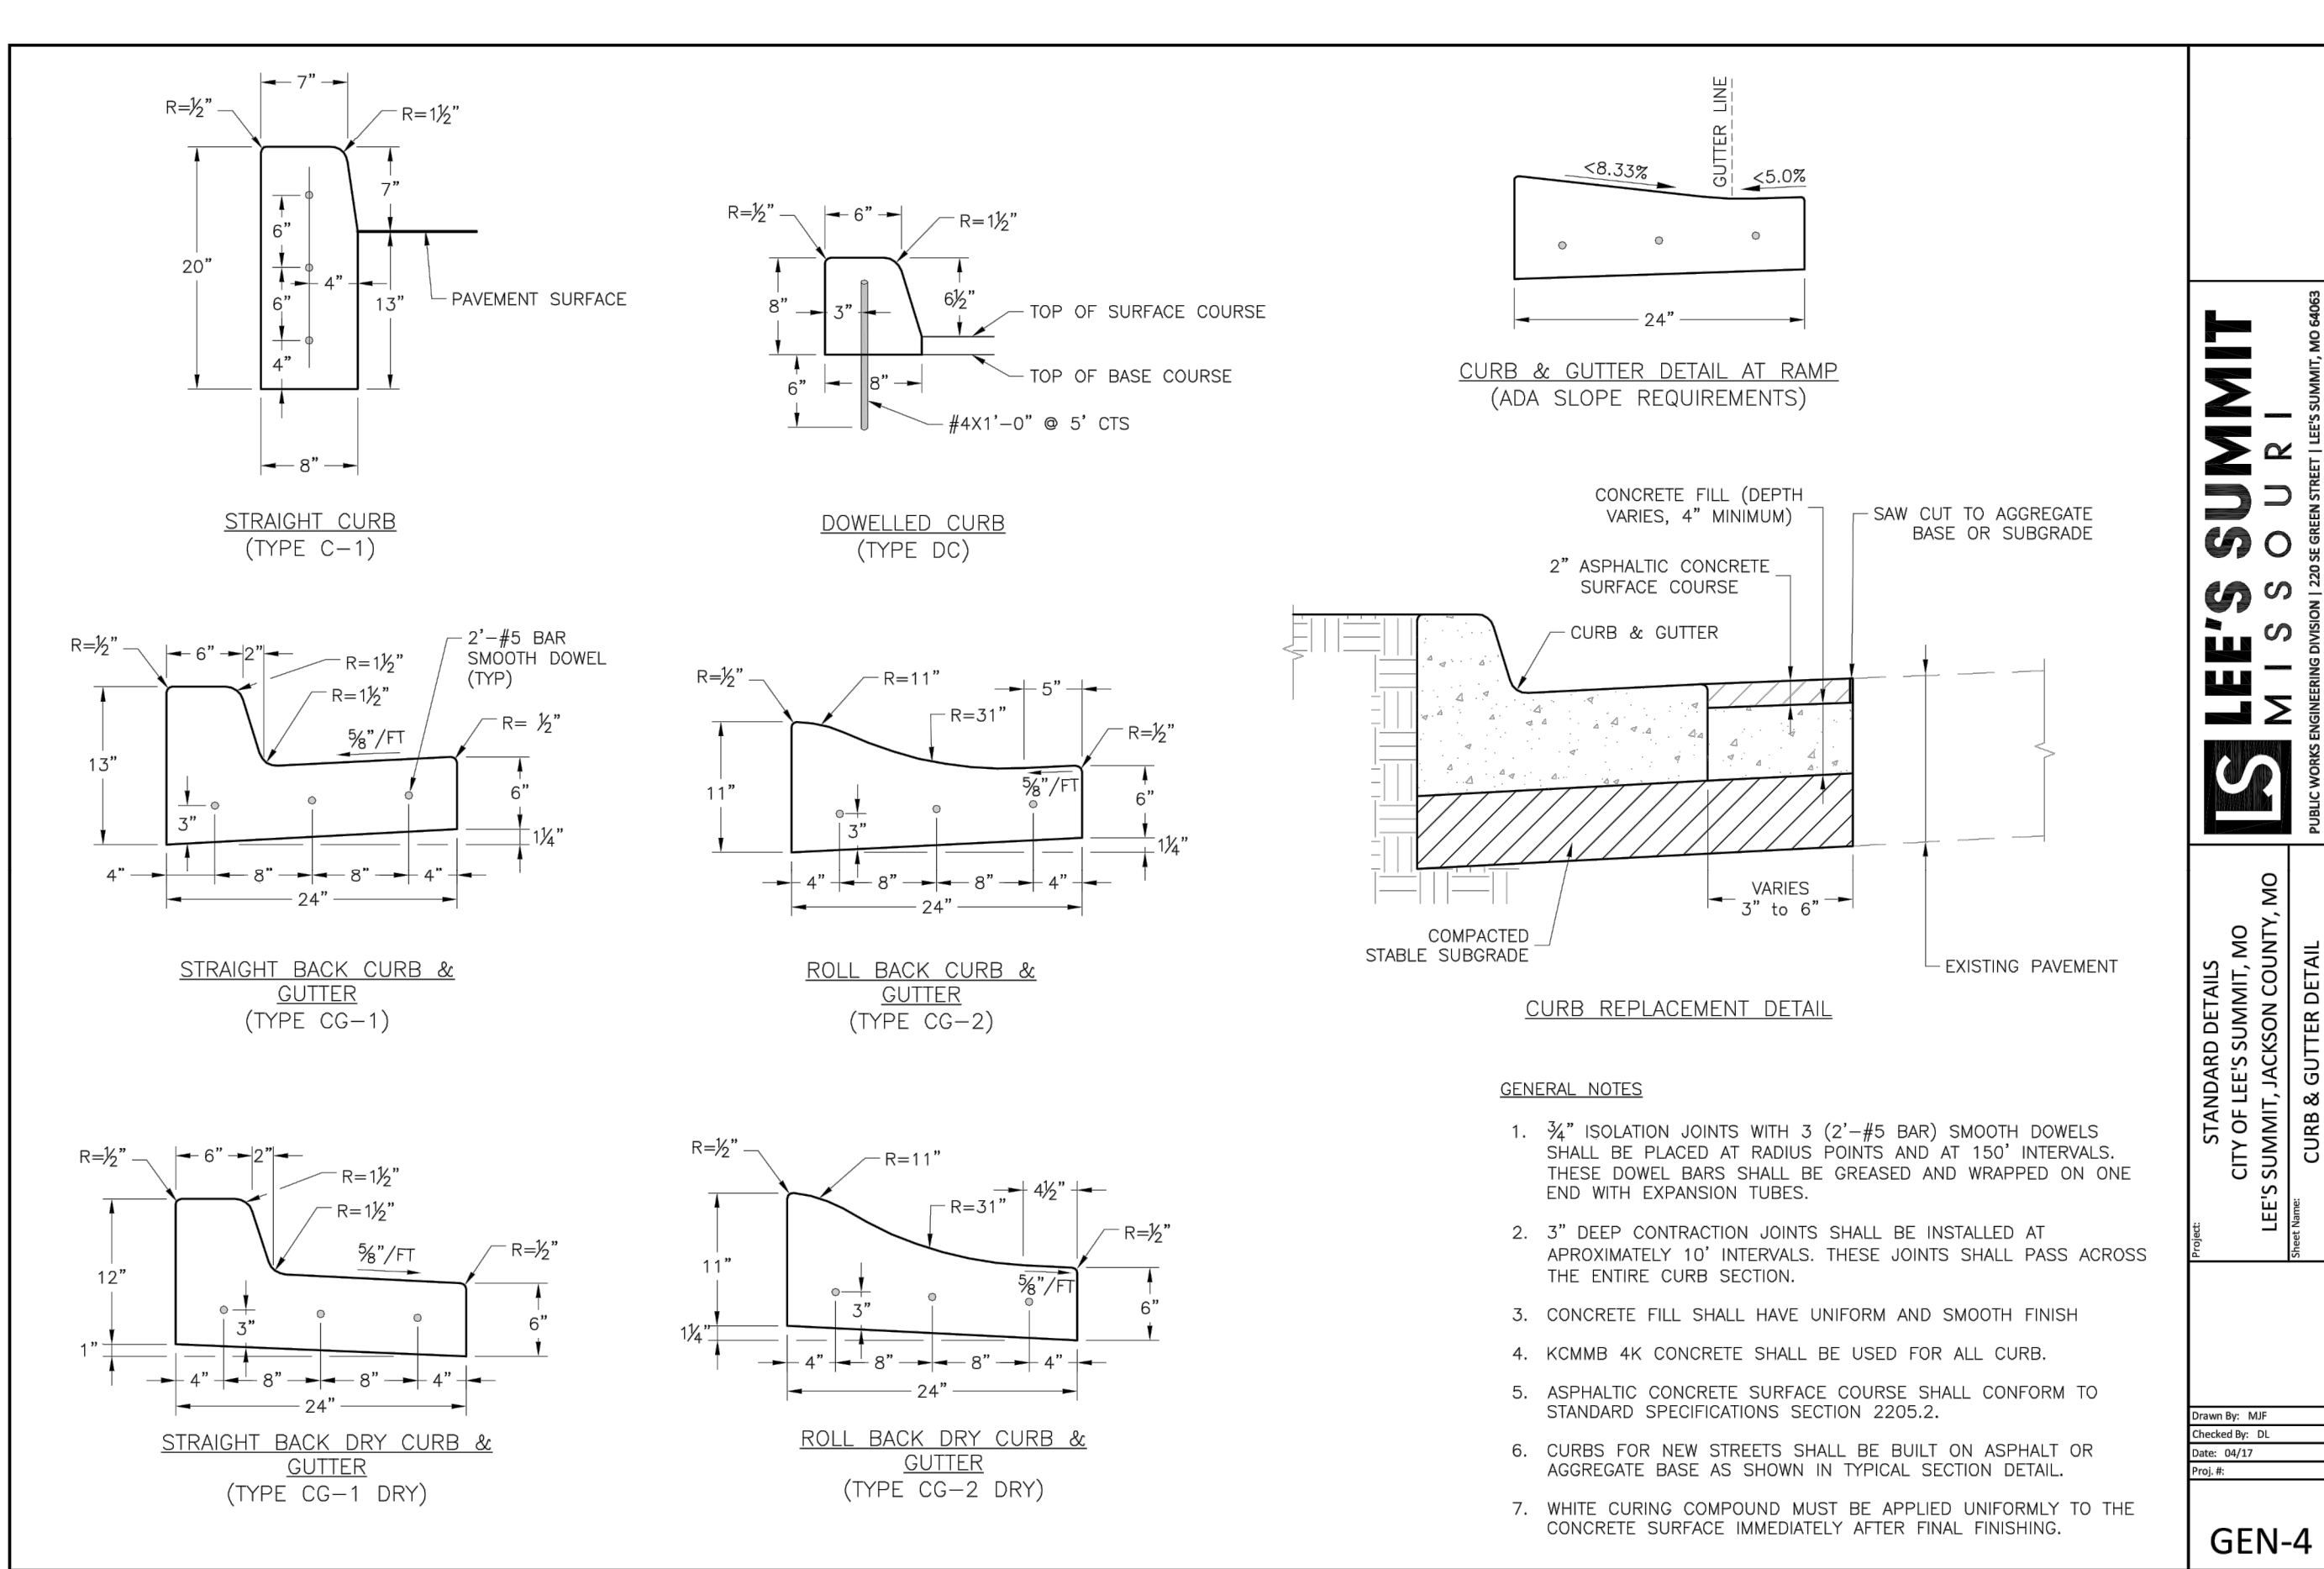 7"
R=½"
R=1½"
7"
6"
20"
4"
6"
13"
PAVEMENT SURFACE
4"
8"
STRAIGHT CURB
(TYPE C-1)
R=½"
6"
R=1½"
8"
3"
6½"
TOP OF SURFACE COURSE
TOP OF BASE COURSE
6"
8"
#4X1'-0" @ 5' CTS
DOWELLED CURB
(TYPE DC)
GUTTER LINE
<8.33%
<5.0%
24"
CURB & GUTTER DETAIL AT RAMP
(ADA SLOPE REQUIREMENTS)
R=½"
6"
2"
R=1½"
R=1½"
2'-#5 BAR
SMOOTH DOWEL
(TYP)
R= ½"
⅝"/FT
13"
3"
6"
1¼"
4"
8"
8"
4"
24"
STRAIGHT BACK CURB &
GUTTER
(TYPE CG-1)
R=½"
R=11"
5"
R=31"
R=½"
⅝"/FT
11"
3"
6"
1¼"
4"
8"
8"
4"
24"
ROLL BACK CURB &
GUTTER
(TYPE CG-2)
CONCRETE FILL (DEPTH
VARIES, 4" MINIMUM)
SAW CUT TO AGGREGATE
BASE OR SUBGRADE
2" ASPHALTIC CONCRETE
SURFACE COURSE
CURB & GUTTER
VARIES
3" to 6"
COMPACTED
STABLE SUBGRADE
EXISTING PAVEMENT
CURB REPLACEMENT DETAIL
R=½"
6"
2"
R=1½"
R=1½"
⅝"/FT
R=½"
12"
3"
6"
1"
4"
8"
8"
4"
24"
STRAIGHT BACK DRY CURB &
GUTTER
(TYPE CG-1 DRY)
R=½"
R=11"
4½"
R=31"
R=½"
⅝"/FT
11"
3"
6"
1¼"
4"
8"
8"
4"
24"
ROLL BACK DRY CURB &
GUTTER
(TYPE CG-2 DRY)
GENERAL NOTES
1. ¾" ISOLATION JOINTS WITH 3 (2'-#5 BAR) SMOOTH DOWELS
SHALL BE PLACED AT RADIUS POINTS AND AT 150' INTERVALS.
THESE DOWEL BARS SHALL BE GREASED AND WRAPPED ON ONE
END WITH EXPANSION TUBES.
2. 3" DEEP CONTRACTION JOINTS SHALL BE INSTALLED AT
APROXIMATELY 10' INTERVALS. THESE JOINTS SHALL PASS ACROSS
THE ENTIRE CURB SECTION.
3. CONCRETE FILL SHALL HAVE UNIFORM AND SMOOTH FINISH
4. KCMMB 4K CONCRETE SHALL BE USED FOR ALL CURB.
5. ASPHALTIC CONCRETE SURFACE COURSE SHALL CONFORM TO
STANDARD SPECIFICATIONS SECTION 2205.2.
6. CURBS FOR NEW STREETS SHALL BE BUILT ON ASPHALT OR
AGGREGATE BASE AS SHOWN IN TYPICAL SECTION DETAIL.
7. WHITE CURING COMPOUND MUST BE APPLIED UNIFORMLY TO THE
CONCRETE SURFACE IMMEDIATELY AFTER FINAL FINISHING.
LS LEE'S SUMMIT
MISSOURI
PUBLIC WORKS ENGINEERING DIVISION | 220 SE GREEN STREET | LEE'S SUMMIT, MO 64063
Project:
STANDARD DETAILS
CITY OF LEE'S SUMMIT, MO
LEE'S SUMMIT, JACKSON COUNTY, MO
Sheet Name:
CURB & GUTTER DETAIL
Drawn By: MJF
Checked By: DL
Date: 04/17
Proj. #:
GEN-4